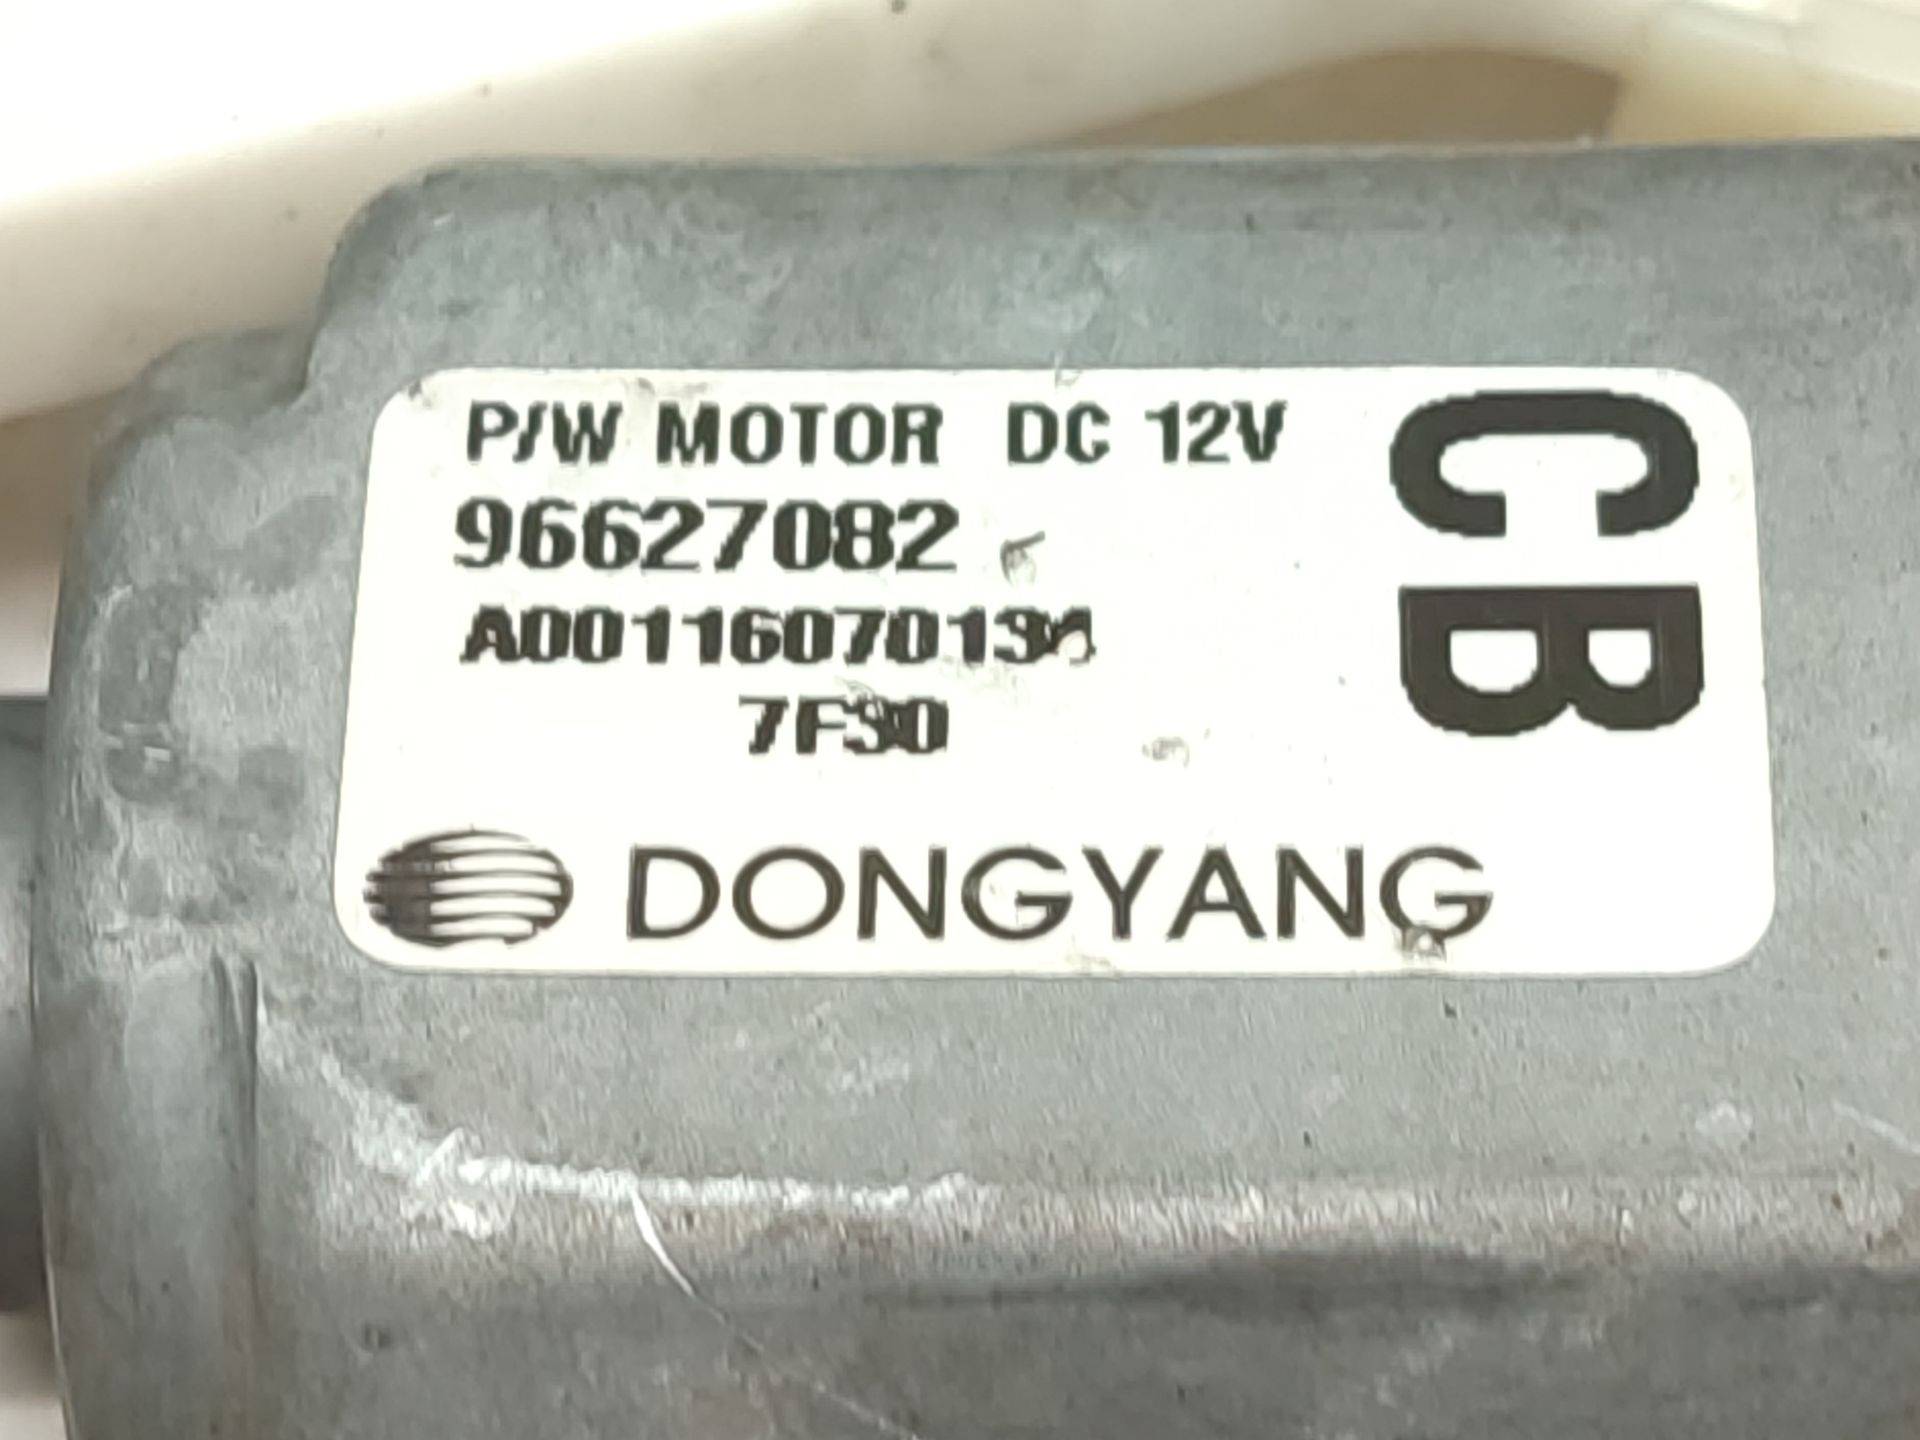 P/W MOTOR DC 12V
96627082
7F30
DONGYANG
CB